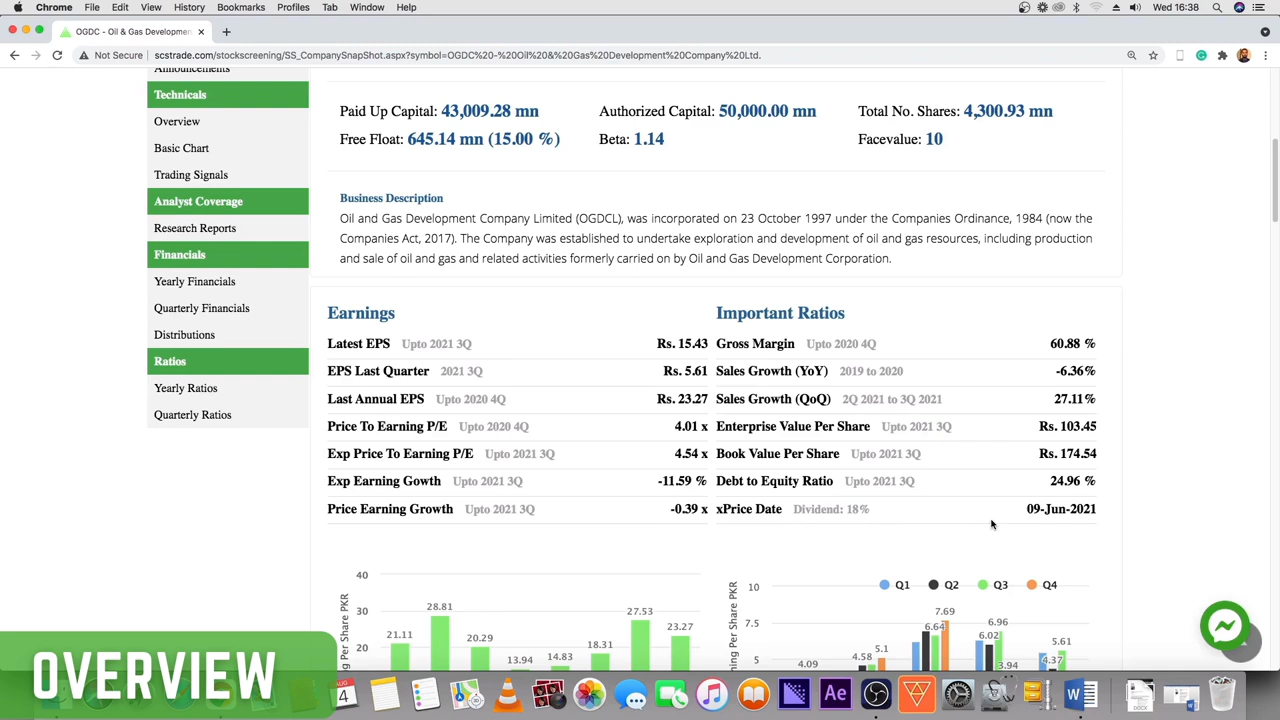 Chrome File Edit View History Bookmarks Profiles Tab Window Help Wed 16:38
OGDC - Oil & Gas Developmen
Not Secure scstrade.com/stockscreening/SS_CompanySnapShot.aspx?symbol=OGDC%20-%20Oil%20&%20Gas%20Development%20Company%20Ltd.
Announcements
Technicals
Overview
Basic Chart
Trading Signals
Analyst Coverage
Research Reports
Financials
Yearly Financials
Quarterly Financials
Distributions
Ratios
Yearly Ratios
Quarterly Ratios
Paid Up Capital: 43,009.28 mn Authorized Capital: 50,000.00 mn Total No. Shares: 4,300.93 mn
Free Float: 645.14 mn (15.00 %) Beta: 1.14 Facevalue: 10
Business Description
Oil and Gas Development Company Limited (OGDCL), was incorporated on 23 October 1997 under the Companies Ordinance, 1984 (now the
Companies Act, 2017). The Company was established to undertake exploration and development of oil and gas resources, including production
and sale of oil and gas and related activities formerly carried on by Oil and Gas Development Corporation.
Earnings
Latest EPS Upto 2021 3Q Rs. 15.43
EPS Last Quarter 2021 3Q Rs. 5.61
Last Annual EPS Upto 2020 4Q Rs. 23.27
Price To Earning P/E Upto 2020 4Q 4.01 x
Exp Price To Earning P/E Upto 2021 3Q 4.54 x
Exp Earning Gowth Upto 2021 3Q -11.59 %
Price Earning Growth Upto 2021 3Q -0.39 x
Important Ratios
Gross Margin Upto 2020 4Q 60.88 %
Sales Growth (YoY) 2019 to 2020 -6.36%
Sales Growth (QoQ) 2Q 2021 to 3Q 2021 27.11%
Enterprise Value Per Share Upto 2021 3Q Rs. 103.45
Book Value Per Share Upto 2021 3Q Rs. 174.54
Debt to Equity Ratio Upto 2021 3Q 24.96 %
xPrice Date Dividend: 18% 09-Jun-2021
40
30
20
Per Share PKR
21.11 28.81 20.29 13.94 14.83 18.31 27.53 23.27
10
7.5
5
Per Share PKR
Q1 Q2 Q3 Q4
4.09 4.58 5.1 6.64 7.69 6.02 6.96 3.94 4.37 5.61
OVERVIEW
AUG
4
Ae
W
DOCX